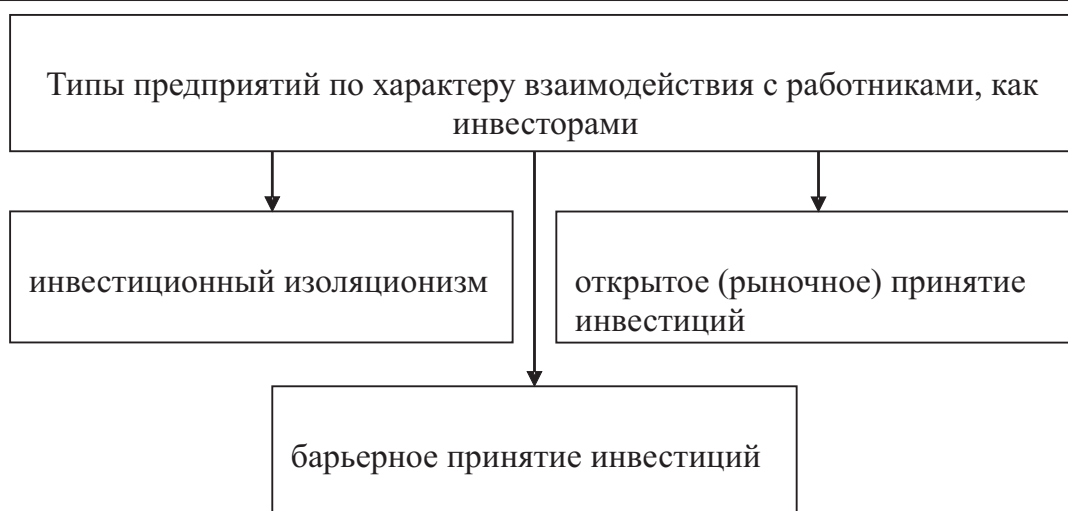 Типы предприятий по характеру взаимодействия с работниками, как
инвесторами
инвестиционный изоляционизм
открытое (рыночное) принятие
инвестиций
барьерное принятие инвестиций